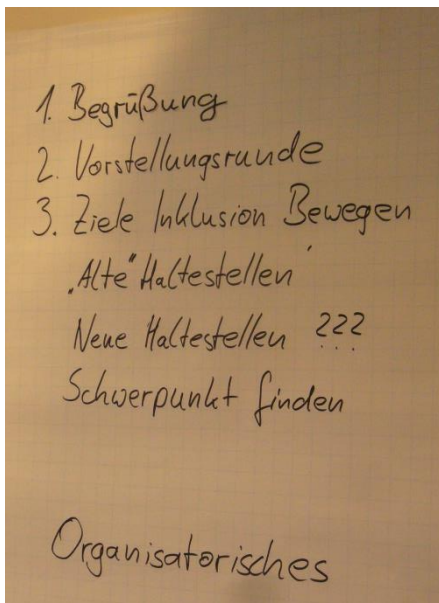 1. Begrüßung
2. Vorstellungsrunde
3. Ziele Inklusion Bewegen
„Alte" Haltestellen
Neue Haltestellen ???
Schwerpunkt finden
Organisatorisches